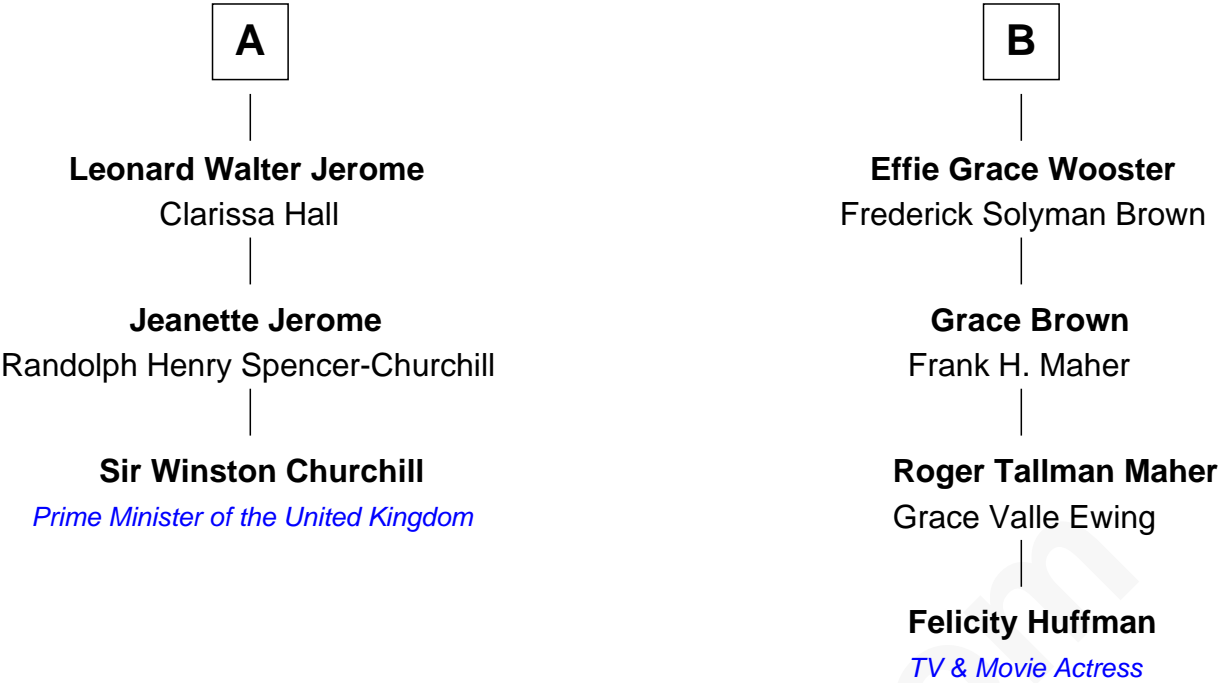 A
Leonard Walter Jerome
Clarissa Hall
Jeanette Jerome
Randolph Henry Spencer-Churchill
Sir Winston Churchill
Prime Minister of the United Kingdom
B
Effie Grace Wooster
Frederick Solyman Brown
Grace Brown
Frank H. Maher
Roger Tallman Maher
Grace Valle Ewing
Felicity Huffman
TV & Movie Actress